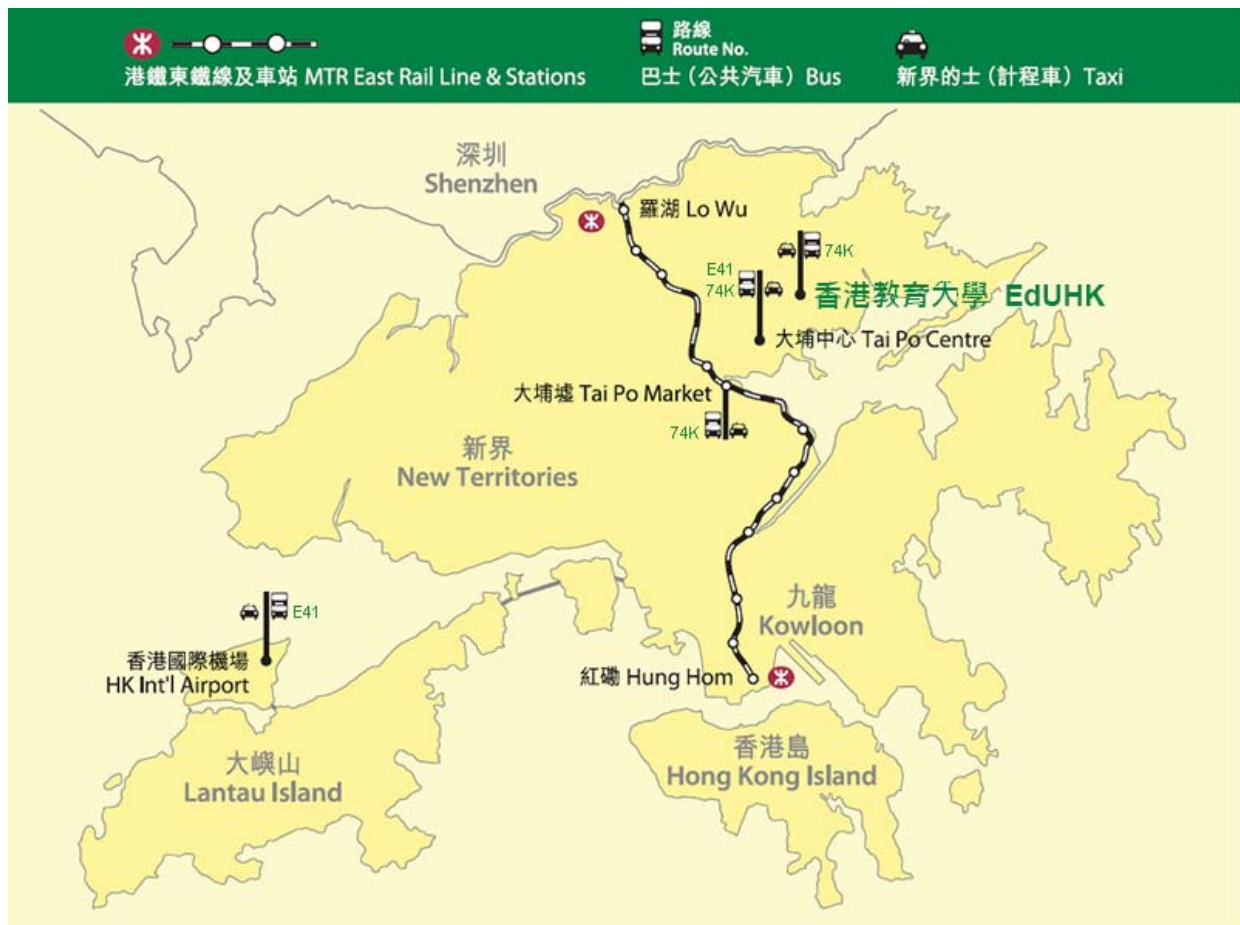 港鐵東鐵線及車站 MTR East Rail Line & Stations
路線
Route No.
巴士（公共汽車）Bus
新界的士（計程車）Taxi
深圳
Shenzhen
羅湖 Lo Wu
74K
E41
74K
香港教育大學 EdUHK
大埔中心 Tai Po Centre
大埔墟 Tai Po Market
74K
新界
New Territories
九龍
Kowloon
E41
香港國際機場
HK Int'l Airport
紅磡 Hung Hom
香港島
Hong Kong Island
大嶼山
Lantau Island